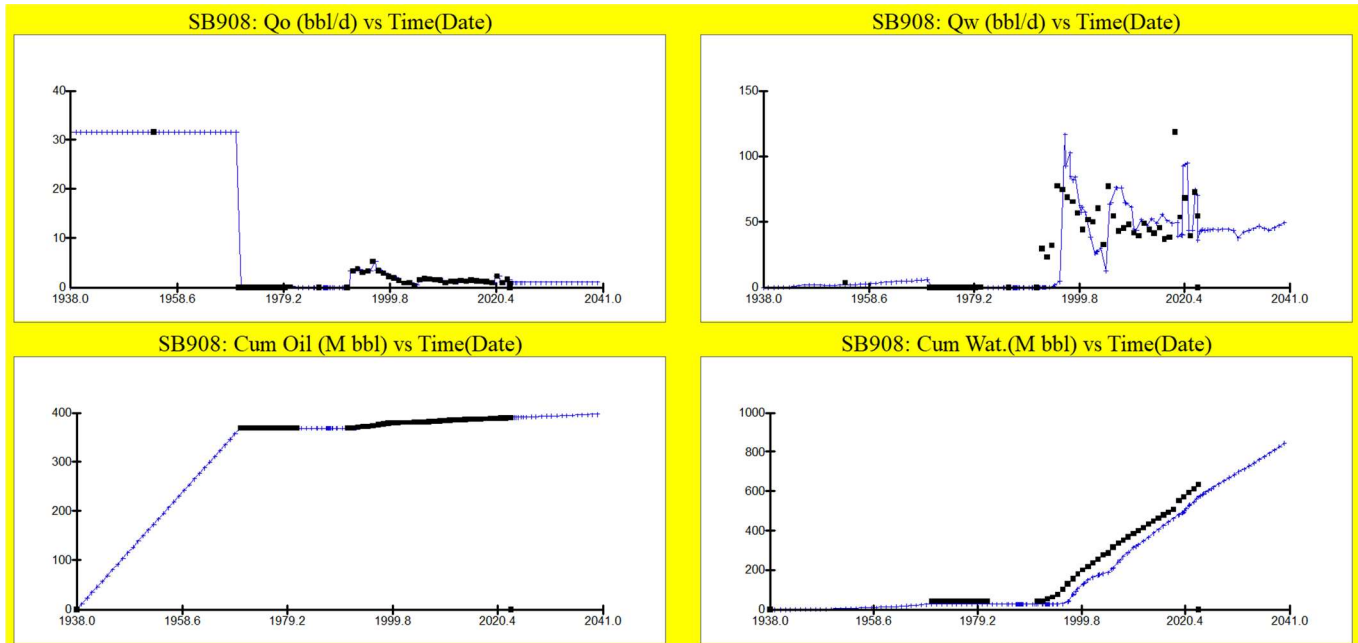 SB908: Qo (bbl/d) vs Time(Date)
40
30
20
10
0
1938.0 1958.6 1979.2 1999.8 2020.4 2041.0
SB908: Qw (bbl/d) vs Time(Date)
150
100
50
0
1938.0 1958.6 1979.2 1999.8 2020.4 2041.0
SB908: Cum Oil (M bbl) vs Time(Date)
400
300
200
100
0
1938.0 1958.6 1979.2 1999.8 2020.4 2041.0
SB908: Cum Wat.(M bbl) vs Time(Date)
1000
800
600
400
200
0
1938.0 1958.6 1979.2 1999.8 2020.4 2041.0